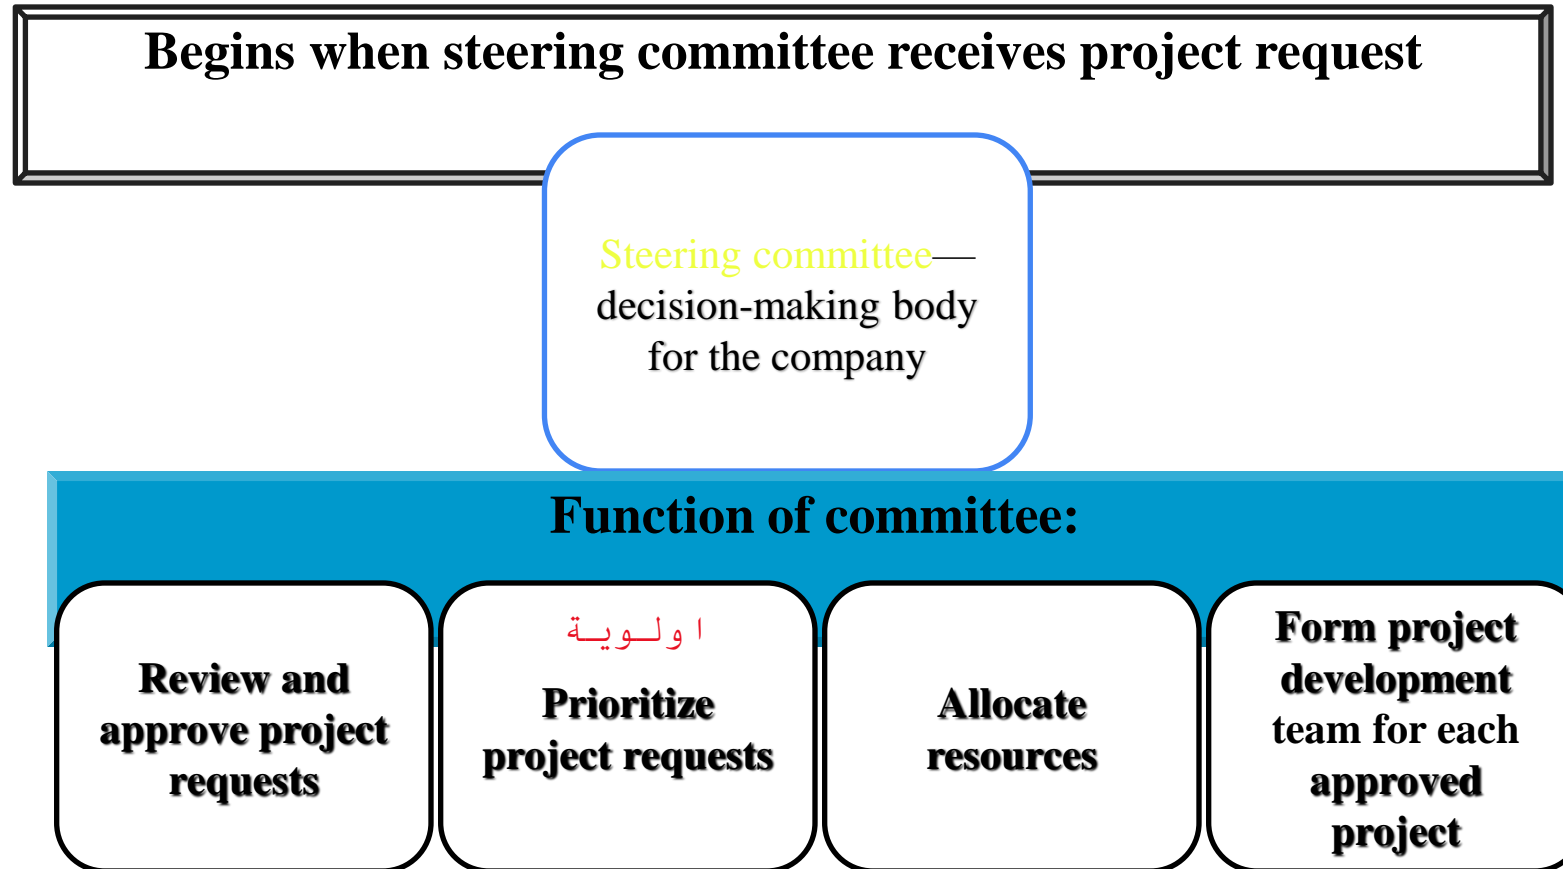 Begins when steering committee receives project request
Steering committee—
decision-making body
for the company
Function of committee:
Review and
approve project
requests
اولوية
Prioritize
project requests
Allocate
resources
Form project
development
team for each
approved
project